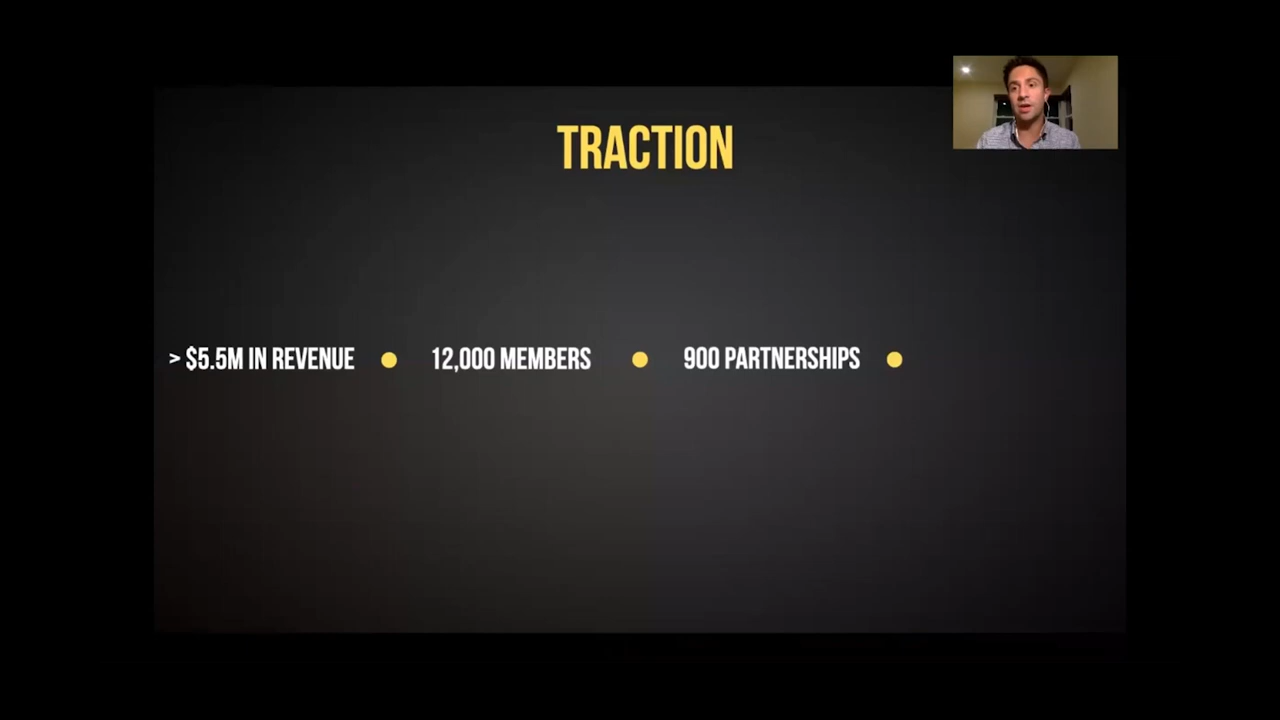 TRACTION
> $5.5M IN REVENUE • 12,000 MEMBERS • 900 PARTNERSHIPS •